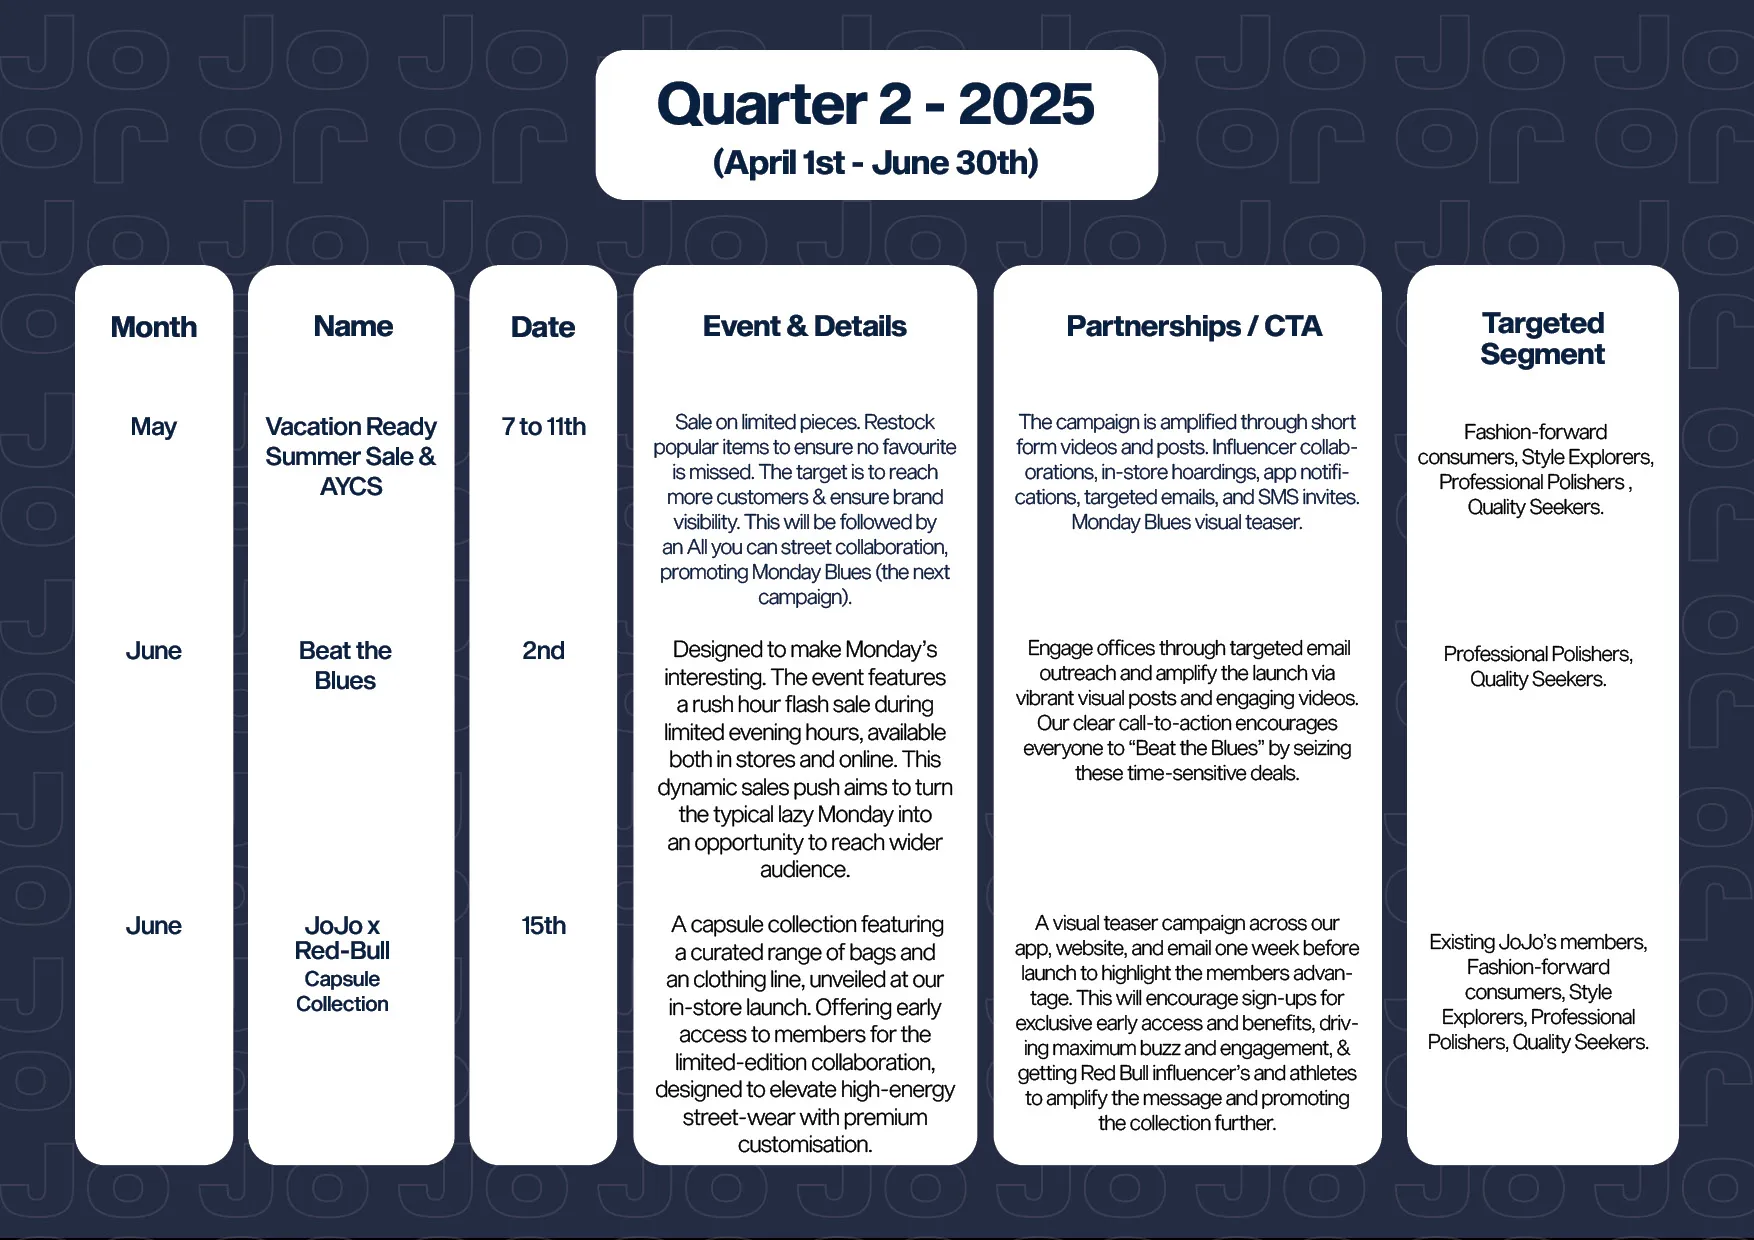 Quarter 2 - 2025
(April 1st - June 30th)
Month
Name
Date
Event & Details
Partnerships / CTA
Targeted
Segment
May
Vacation Ready
Summer Sale &
AYCS
7 to 11th
Sale on limited pieces. Restock
popular items to ensure no favourite
is missed. The target is to reach
more customers & ensure brand
visibility. This will be followed by
an All you can street collaboration,
promoting Monday Blues (the next
campaign).
The campaign is amplified through short
form videos and posts. Influencer collab-
orations, in-store hoardings, app notifi-
cations, targeted emails, and SMS invites.
Monday Blues visual teaser.
Fashion-forward
consumers, Style Explorers,
Professional Polishers ,
Quality Seekers.
June
Beat the
Blues
2nd
Designed to make Monday's
interesting. The event features
a rush hour flash sale during
limited evening hours, available
both in stores and online. This
dynamic sales push aims to turn
the typical lazy Monday into
an opportunity to reach wider
audience.
Engage offices through targeted email
outreach and amplify the launch via
vibrant visual posts and engaging videos.
Our clear call-to-action encourages
everyone to “Beat the Blues” by seizing
these time-sensitive deals.
Professional Polishers,
Quality Seekers.
June
JoJo x
Red-Bull
Capsule
Collection
15th
A capsule collection featuring
a curated range of bags and
an clothing line, unveiled at our
in-store launch. Offering early
access to members for the
limited-edition collaboration,
designed to elevate high-energy
street-wear with premium
customisation.
A visual teaser campaign across our
app, website, and email one week before
launch to highlight the members advan-
tage. This will encourage sign-ups for
exclusive early access and benefits, driv-
ing maximum buzz and engagement, &
getting Red Bull influencer's and athletes
to amplify the message and promoting
the collection further.
Existing JoJo's members,
Fashion-forward
consumers, Style
Explorers, Professional
Polishers, Quality Seekers.